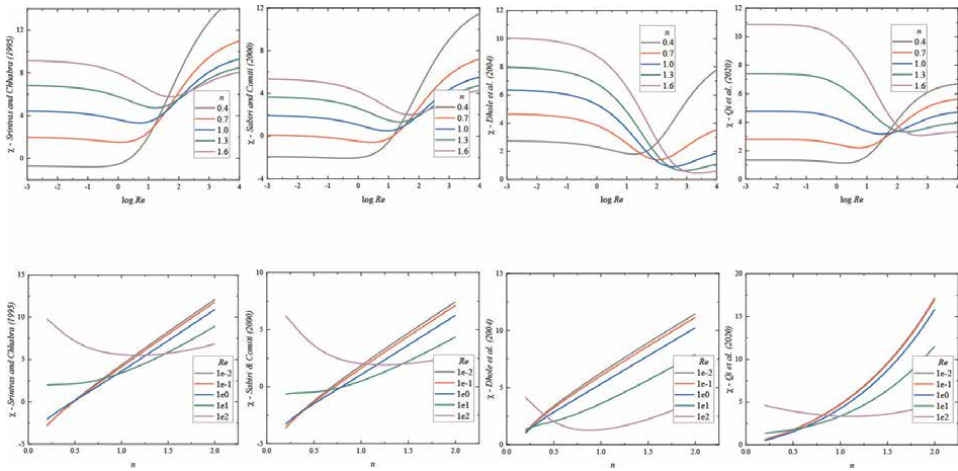 χ - Srinivas and Chhabra (1995)
12
8
4
0
-3 -2 -1 0 1 2 3 4
log Re
n
0.4
0.7
1.0
1.3
1.6
χ - Sabiri and Comiti (2000)
12
8
4
0
-4
-3 -2 -1 0 1 2 3 4
log Re
n
0.4
0.7
1.0
1.3
1.6
χ - Dhole et al. (2004)
12
10
8
6
4
2
0
-3 -2 -1 0 1 2 3 4
log Re
n
0.4
0.7
1.0
1.3
1.6
χ - Qi et al. (2020)
12
10
8
6
4
2
0
-3 -2 -1 0 1 2 3 4
log Re
n
0.4
0.7
1.0
1.3
1.6
χ - Srinivas and Chhabra (1995)
15
10
5
0
-5
0.0 0.5 1.0 1.5 2.0
n
Re
1e-2
1e-1
1e0
1e1
1e2
χ - Sabiri & Comiti (2000)
10
5
0
0.0 0.5 1.0 1.5 2.0
n
Re
1e-2
1e-1
1e0
1e1
1e2
χ - Dhole et al. (2004)
15
10
5
0
0.0 0.5 1.0 1.5 2.0
n
Re
1e-2
1e-1
1e0
1e1
1e2
χ - Qi et al. (2020)
20
15
10
5
0
0.0 0.5 1.0 1.5 2.0
n
Re
1e-2
1e-1
1e0
1e1
1e2